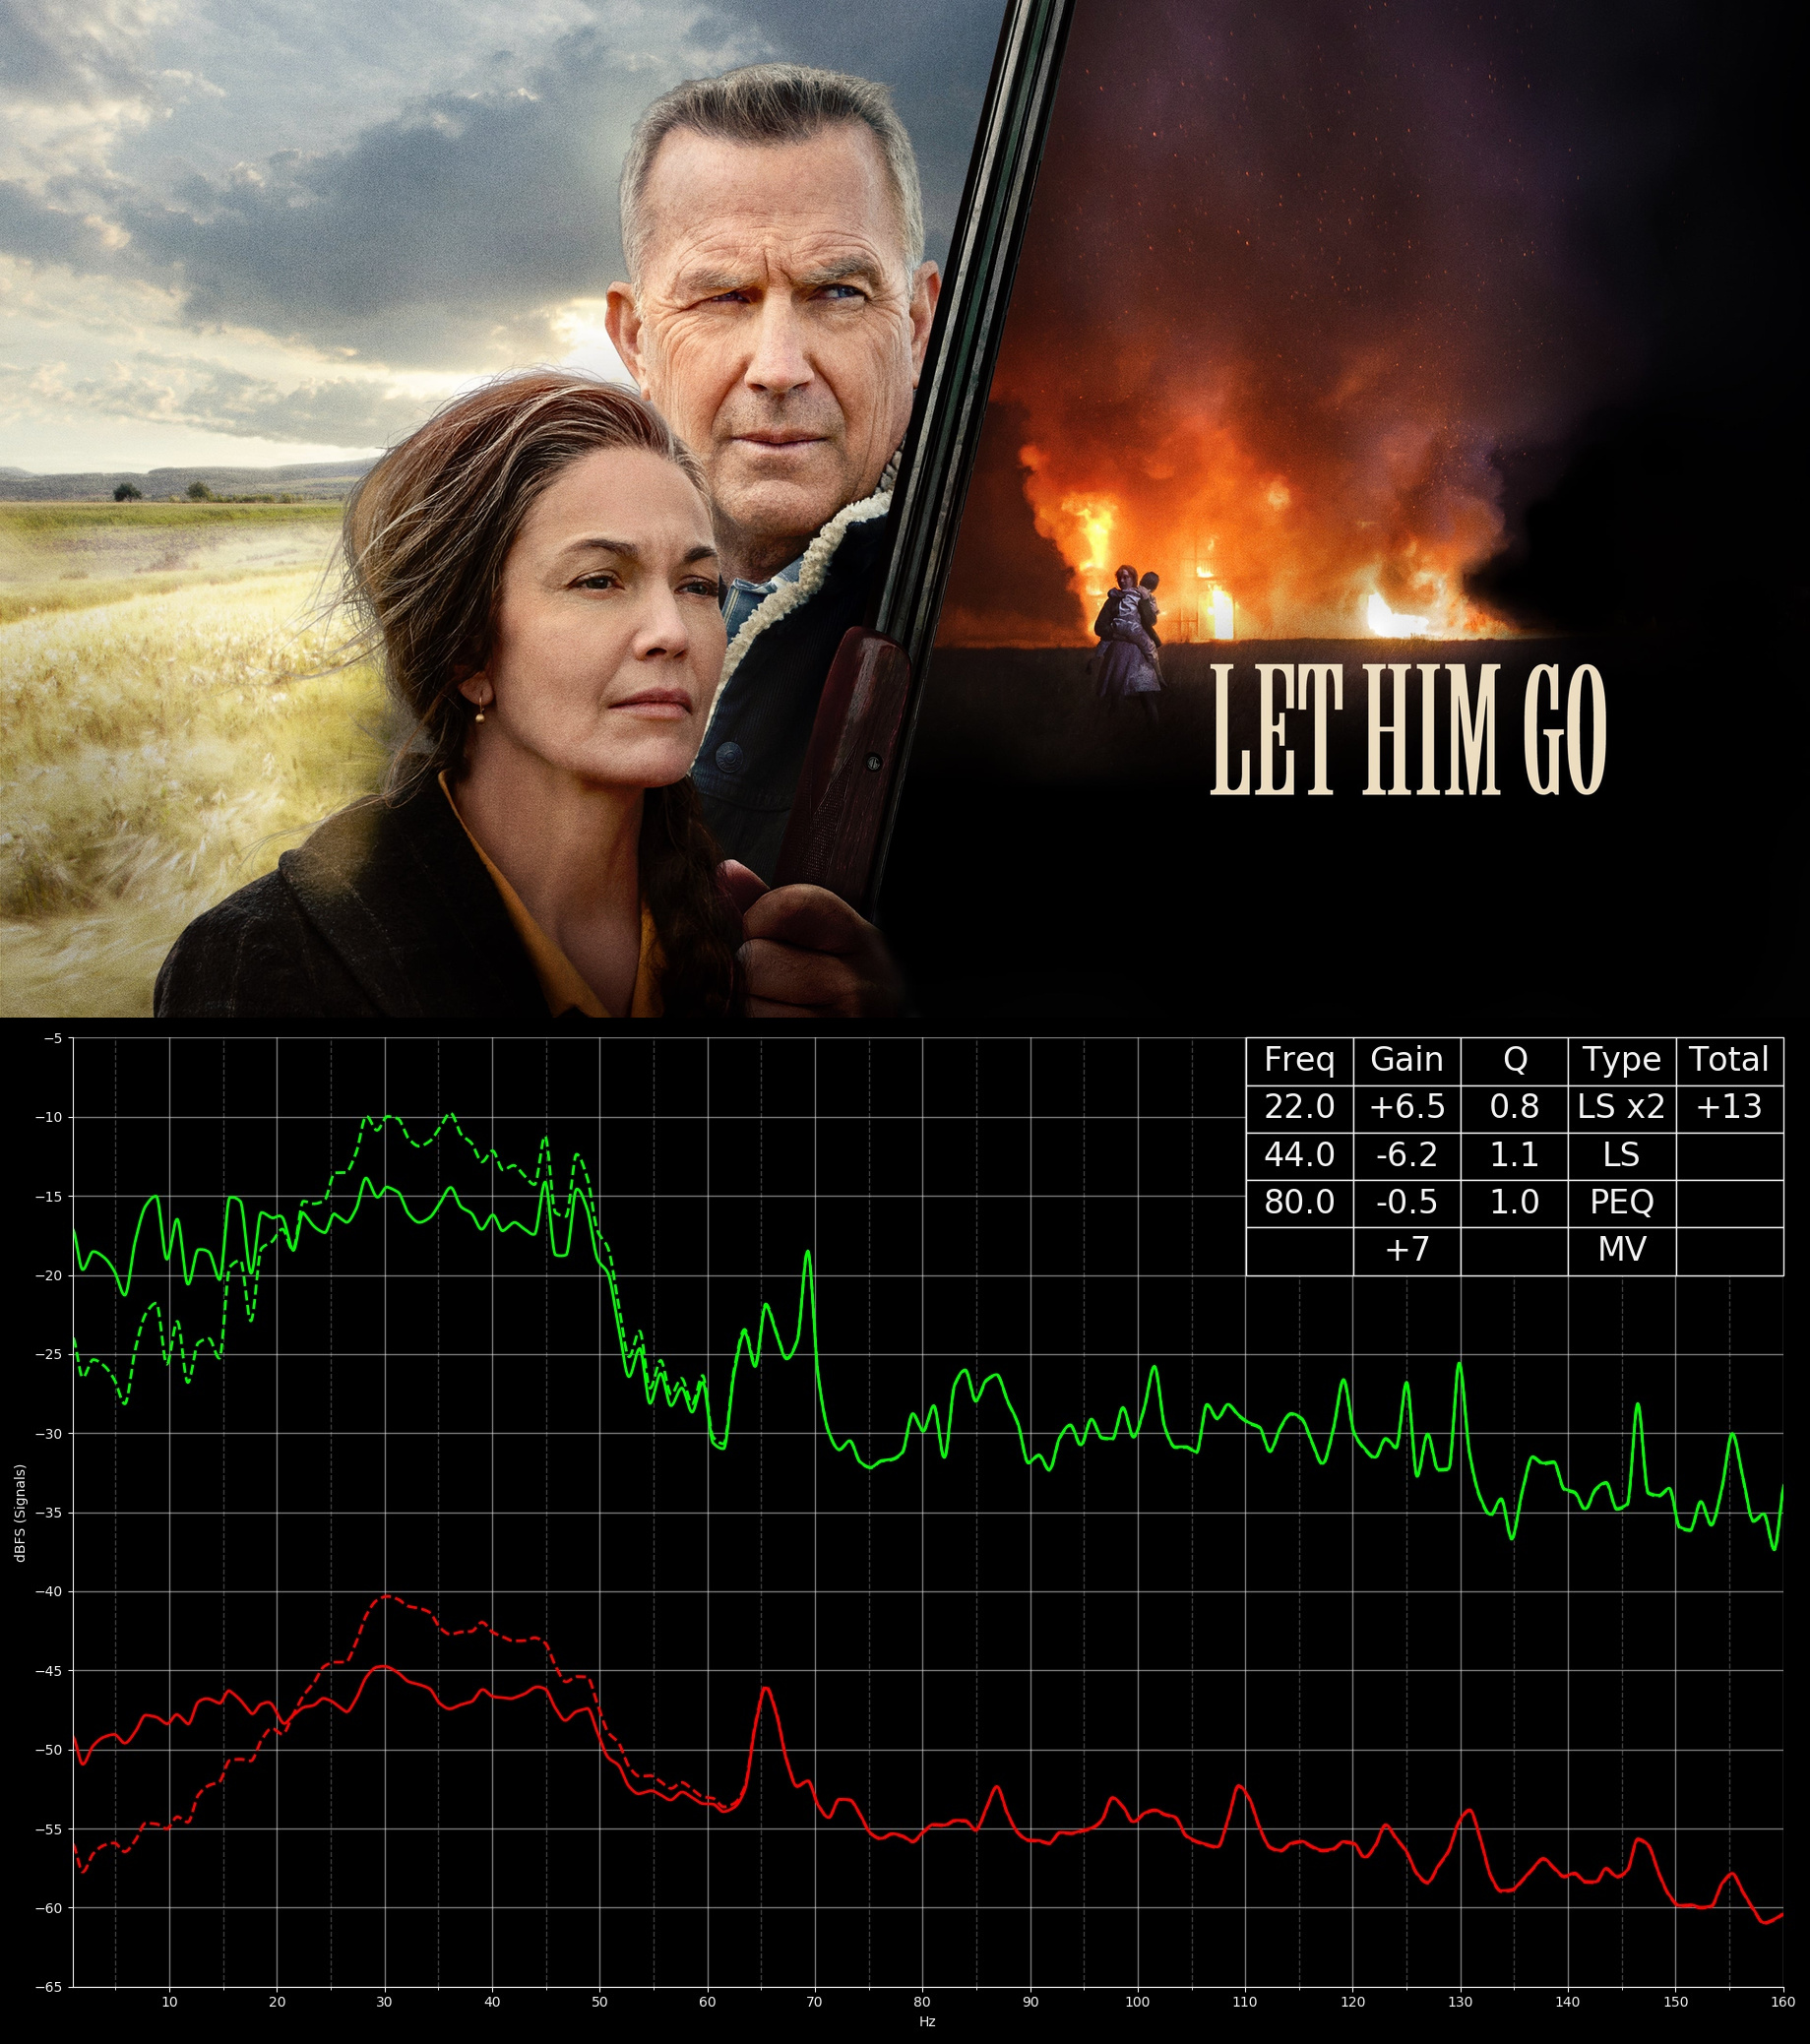 LET HIM GO
Freq Gain Q Type Total
22.0 +6.5 0.8 LS x2 +13
44.0 -6.2 1.1 LS
80.0 -0.5 1.0 PEQ
+7 MV
−5
−10
−15
−20
−25
−30
−35
−40
−45
−50
−55
−60
−65
dBFS (Signals)
10 20 30 40 50 60 70 80 90 100 110 120 130 140 150 160
Hz